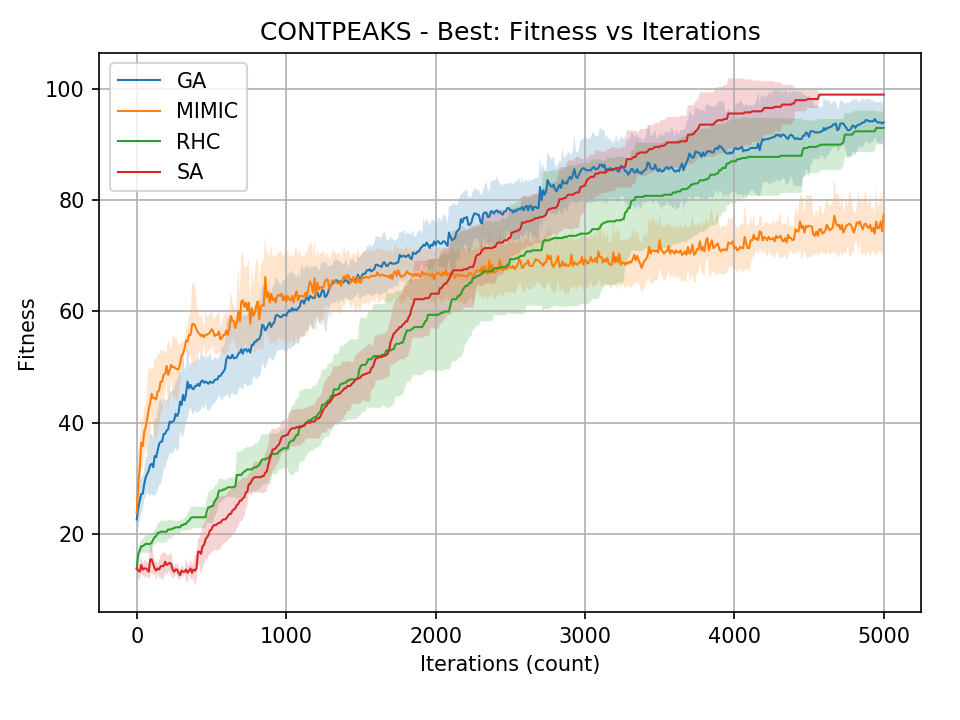 CONTPEAKS - Best: Fitness vs Iterations
GA
MIMIC
RHC
SA
100
80
60
40
20
Fitness
0 1000 2000 3000 4000 5000
Iterations (count)